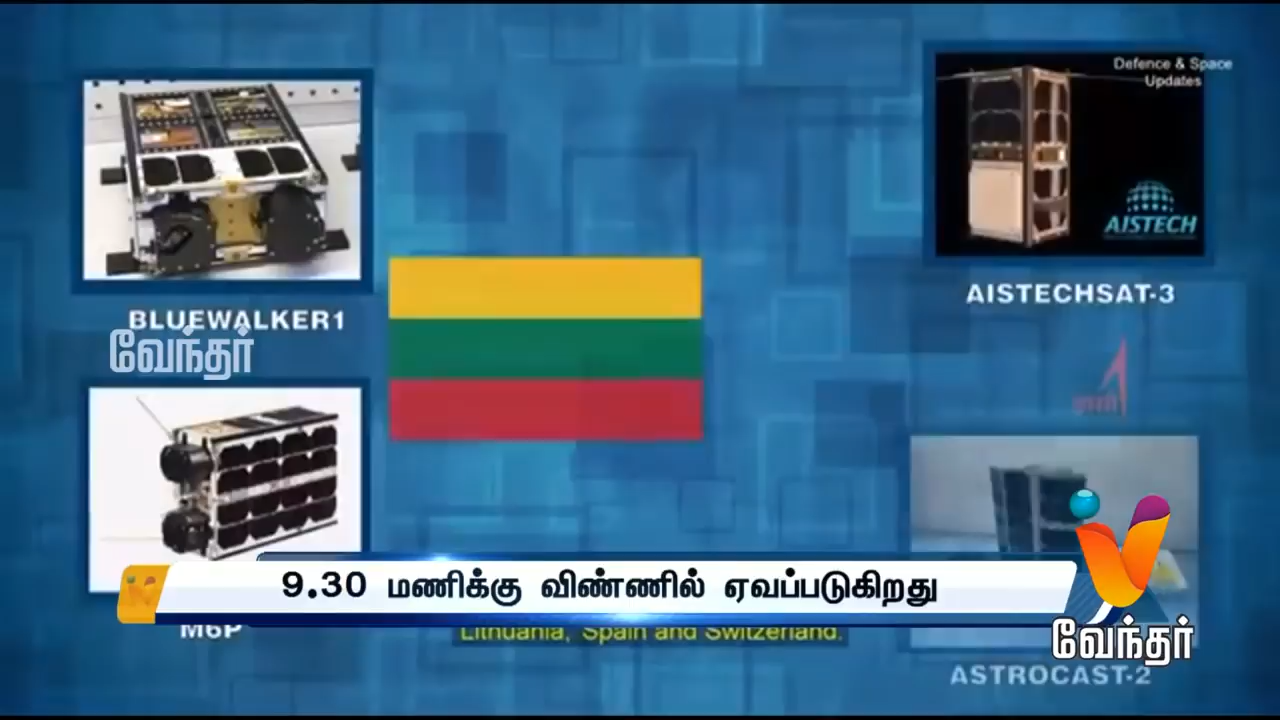 Defence & Space
Updates
AISTECH
BLUEWALKER1
AISTECHSAT-3
வேந்தர்
9.30 மணிக்கு விண்ணில் ஏவப்படுகிறது
M6P
Lithuania, Spain and Switzerland.
வேந்தர்
ASTROCAST-2